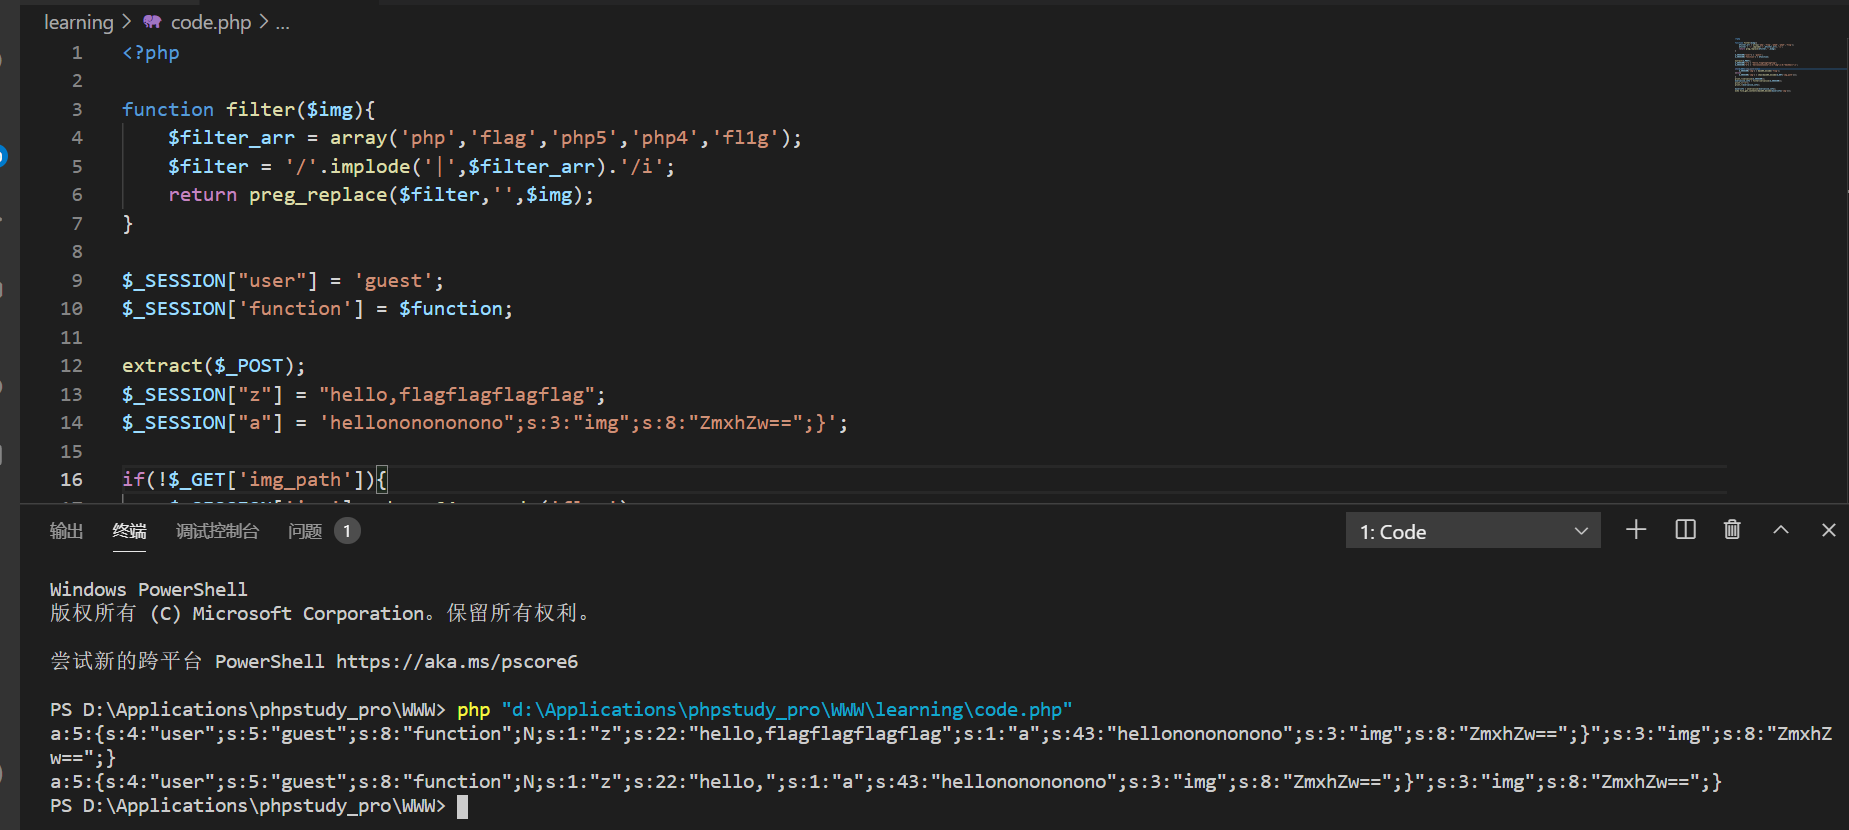 learning > code.php > ...
1 <?php
2
3 function filter($img){
4 $filter_arr = array('php','flag','php5','php4','fl1g');
5 $filter = '/'.implode('|',$filter_arr).'/i';
6 return preg_replace($filter,'',$img);
7 }
8
9 $_SESSION["user"] = 'guest';
10 $_SESSION['function'] = $function;
11
12 extract($_POST);
13 $_SESSION["z"] = "hello,flagflagflagflag";
14 $_SESSION["a"] = 'hellononononono";s:3:"img";s:8:"ZmxhZw==";}';
15
16 if(!$_GET['img_path']){
输出 终端 调试控制台 问题 1 1: Code
Windows PowerShell
版权所有 (C) Microsoft Corporation。保留所有权利。
尝试新的跨平台 PowerShell https://aka.ms/pscore6
PS D:\Applications\phpstudy_pro\WWW> php "d:\Applications\phpstudy_pro\WWW\learning\code.php"
a:5:{s:4:"user";s:5:"guest";s:8:"function";N;s:1:"z";s:22:"hello,flagflagflagflag";s:1:"a";s:43:"hellononononono";s:3:"img";s:8:"ZmxhZw==";}";s:3:"img";s:8:"ZmxhZ
w==";}
a:5:{s:4:"user";s:5:"guest";s:8:"function";N;s:1:"z";s:22:"hello,";s:1:"a";s:43:"hellononononono";s:3:"img";s:8:"ZmxhZw==";}";s:3:"img";s:8:"ZmxhZw==";}
PS D:\Applications\phpstudy_pro\WWW>